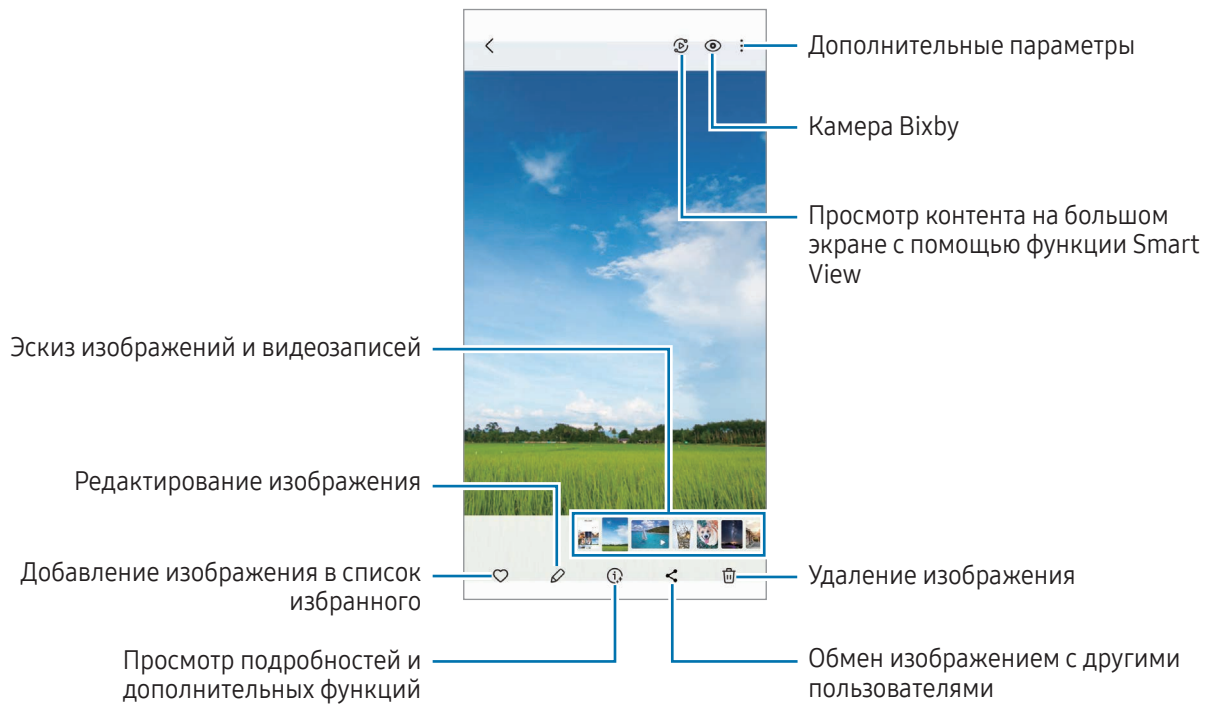 Дополнительные параметры
Камера Bixby
Просмотр контента на большом
экране с помощью функции Smart
View
Эскиз изображений и видеозаписей
Редактирование изображения
Добавление изображения в список
избранного
Удаление изображения
Просмотр подробностей и
дополнительных функций
Обмен изображением с другими
пользователями